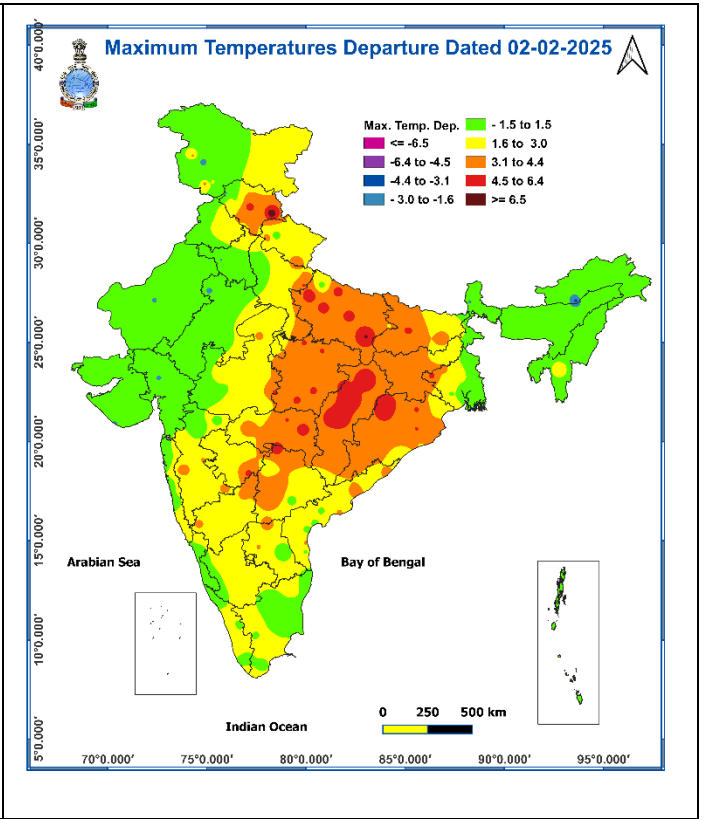 Maximum Temperatures Departure Dated 02-02-2025
Max. Temp. Dep.
<= -6.5
-6.4 to -4.5
-4.4 to -3.1
- 3.0 to -1.6
- 1.5 to 1.5
1.6 to 3.0
3.1 to 4.4
4.5 to 6.4
>= 6.5
40°0.000′
35°0.000′
30°0.000′
25°0.000′
20°0.000′
15°0.000′
10°0.000′
5°0.000′
Arabian Sea
Bay of Bengal
Indian Ocean
0 250 500 km
70°0.000′ 75°0.000′ 80°0.000′ 85°0.000′ 90°0.000′ 95°0.000′